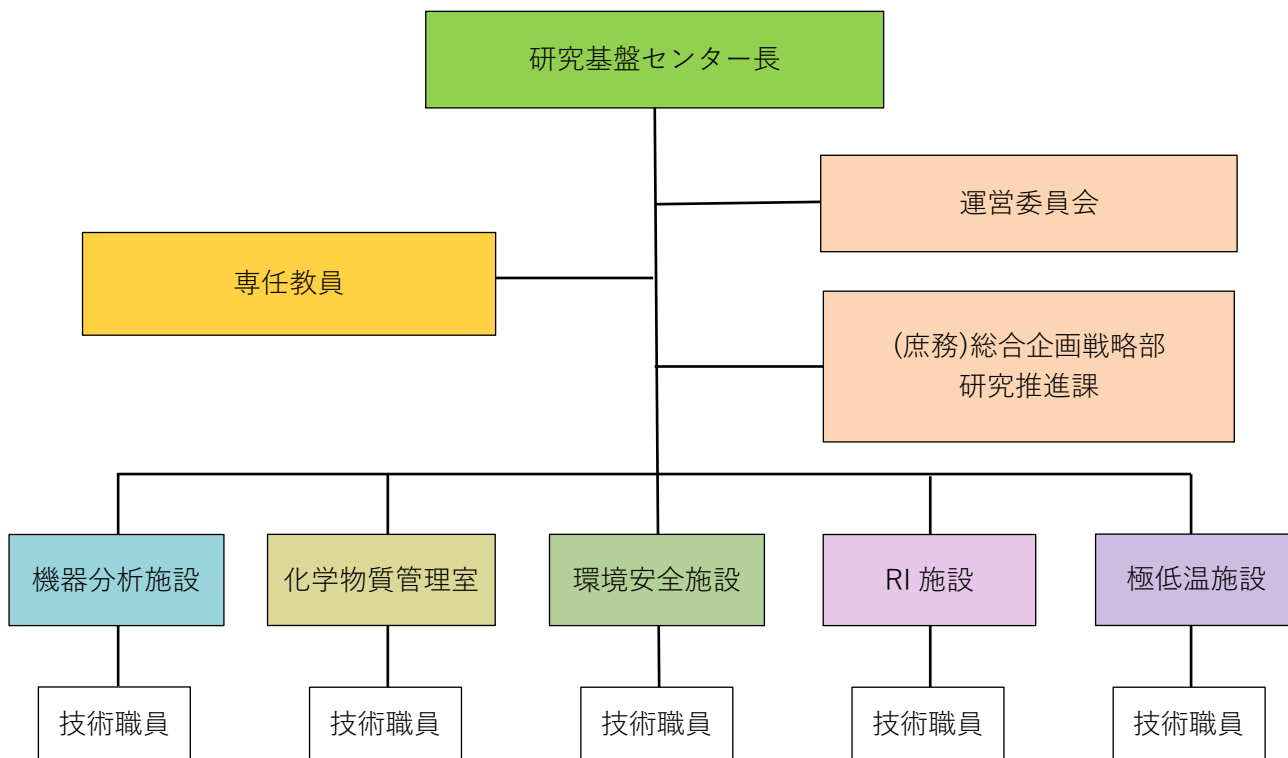 研究基盤センター長
運営委員会
専任教員
(庶務)総合企画戦略部
研究推進課
機器分析施設
化学物質管理室
環境安全施設
RI 施設
極低温施設
技術職員
技術職員
技術職員
技術職員
技術職員